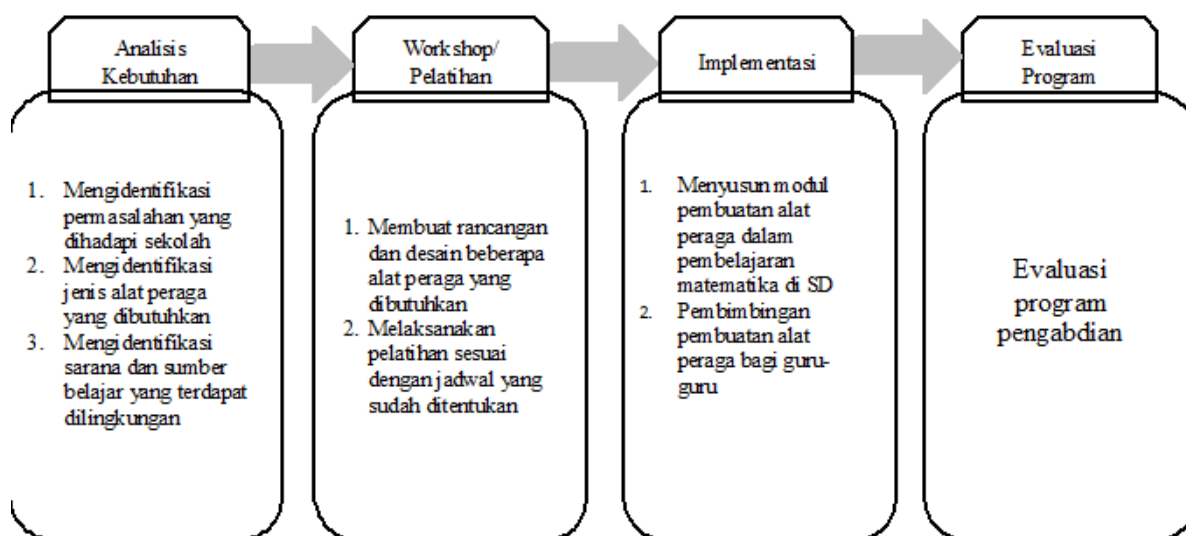 Analisis
Kebutuhan
1. Mengidentifikasi
permasalahan yang
dihadapi sekolah
2. Mengidentifikasi
jenis alat peraga
yang dibutuhkan
3. Mengidentifikasi
sarana dan sumber
belajar yang terdapat
dilingkungan
Workshop/
Pelatihan
1. Membuat rancangan
dan desain beberapa
alat peraga yang
dibutuhkan
2. Melaksanakan
pelatihan sesuai
dengan jadwal yang
sudah ditentukan
Implementasi
1. Menyusun modul
pembuatan alat
peraga dalam
pembelajaran
matematika di SD
2. Pembimbingan
pembuatan alat
peraga bagi guru-
guru
Evaluasi
Program
Evaluasi
program
pengabdian